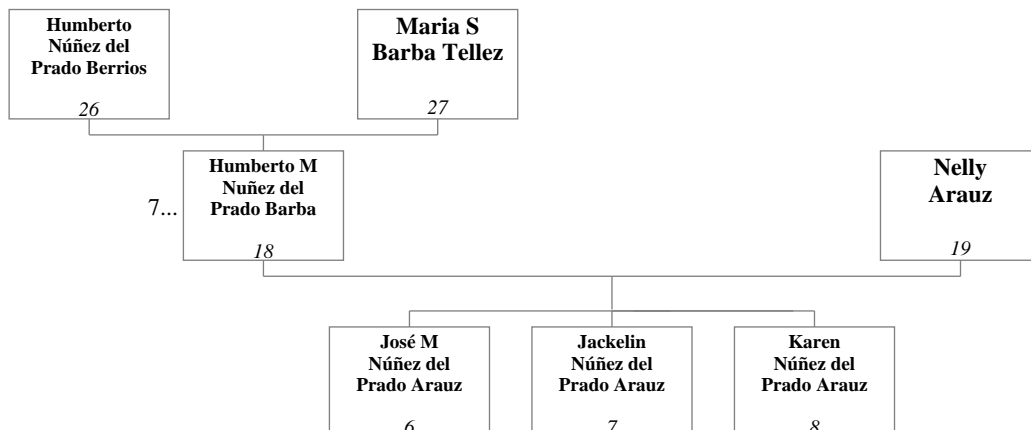 Humberto
Núñez del
Prado Berrios
26
Maria S
Barba Tellez
27
7...
Humberto M
Nuñez del
Prado Barba
18
Nelly
Arauz
19
José M
Núñez del
Prado Arauz
6
Jackelin
Núñez del
Prado Arauz
7
Karen
Núñez del
Prado Arauz
8